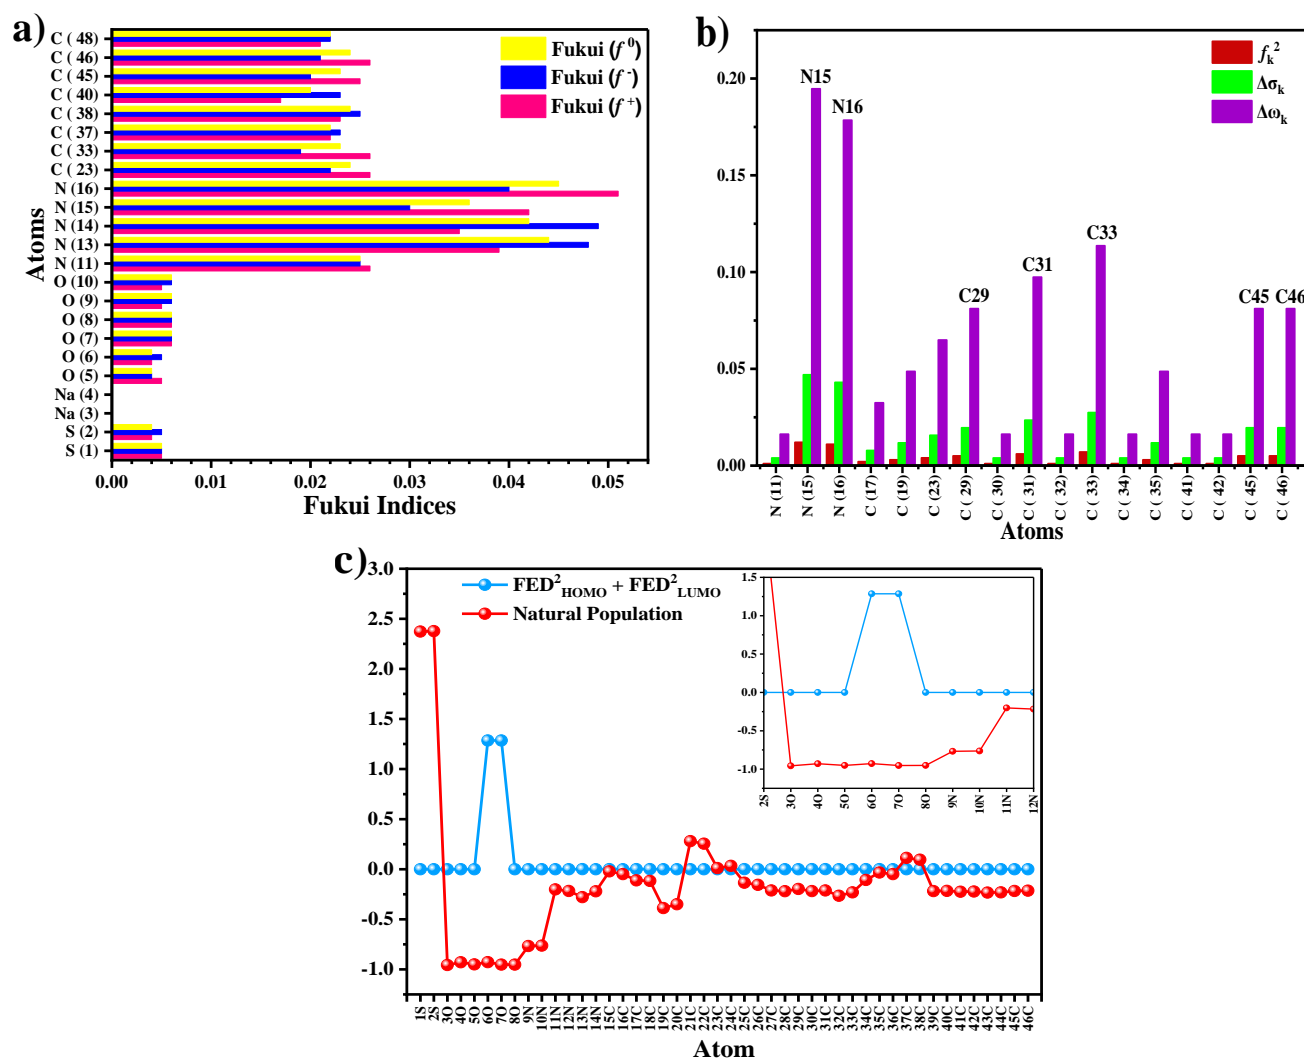 a)
Fukui (f⁰)
Fukui (f⁻)
Fukui (f⁺)
C ( 48)
C ( 46)
C ( 45)
C ( 40)
C ( 38)
C ( 37)
C ( 33)
C ( 23)
N (16)
N (15)
N (14)
N (13)
N (11)
O (10)
O (9)
O (8)
O (7)
O (6)
O (5)
Na (4)
Na (3)
S (2)
S (1)
Atoms
0.00 0.01 0.02 0.03 0.04 0.05
Fukui Indices
b)
fₖ²
Δσₖ
Δωₖ
0.20
0.15
0.10
0.05
0.00
N15
N16
C29
C31
C33
C45
C46
N (11)
N (15)
N (16)
C (17)
C (19)
C (23)
C ( 29)
C ( 30)
C ( 31)
C ( 32)
C ( 33)
C ( 34)
C ( 35)
C ( 41)
C ( 42)
C ( 45)
C ( 46)
Atoms
c)
FED²HOMO + FED²LUMO
Natural Population
3.0
2.5
2.0
1.5
1.0
0.5
0.0
-0.5
-1.0
1.5
1.0
0.5
0.0
-0.5
-1.0
2S 3O 4O 5O 6O 7O 8O 9N 10N 11N 12N
1S 2S 3O 4O 5O 6O 7O 8O 9N 10N 11N 12N 13N 14N 15C 16C 17C 18C 19C 20C 21C 22C 23C 24C 25C 26C 27C 28C 29C 30C 31C 32C 33C 34C 35C 36C 37C 38C 39C 40C 41C 42C 43C 44C 45C 46C
Atom